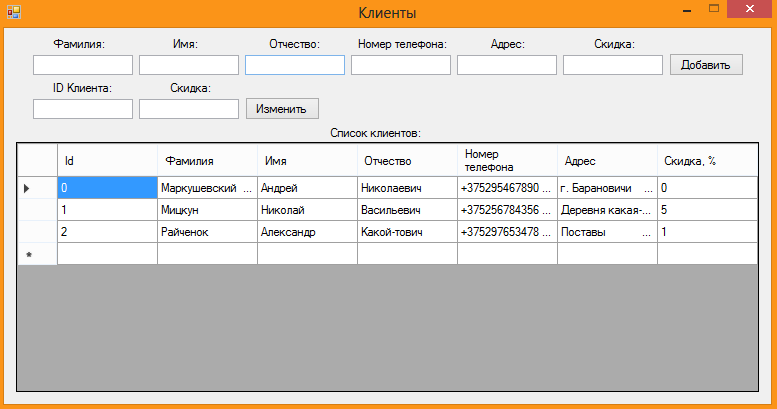 Клиенты
Фамилия: Имя: Отчество: Номер телефона: Адрес: Скидка:
Добавить
ID Клиента: Скидка:
Изменить
Список клиентов:
Id Фамилия Имя Отчество Номер телефона Адрес Скидка, %
0 Маркушевский ... Андрей Николаевич +375295467890 ... г. Барановичи ... 0
1 Мицкун Николай Васильевич +375256784356 ... Деревня какая-... 5
2 Райченок Александр Какой-тович +375297653478 ... Поставы ... 1
*